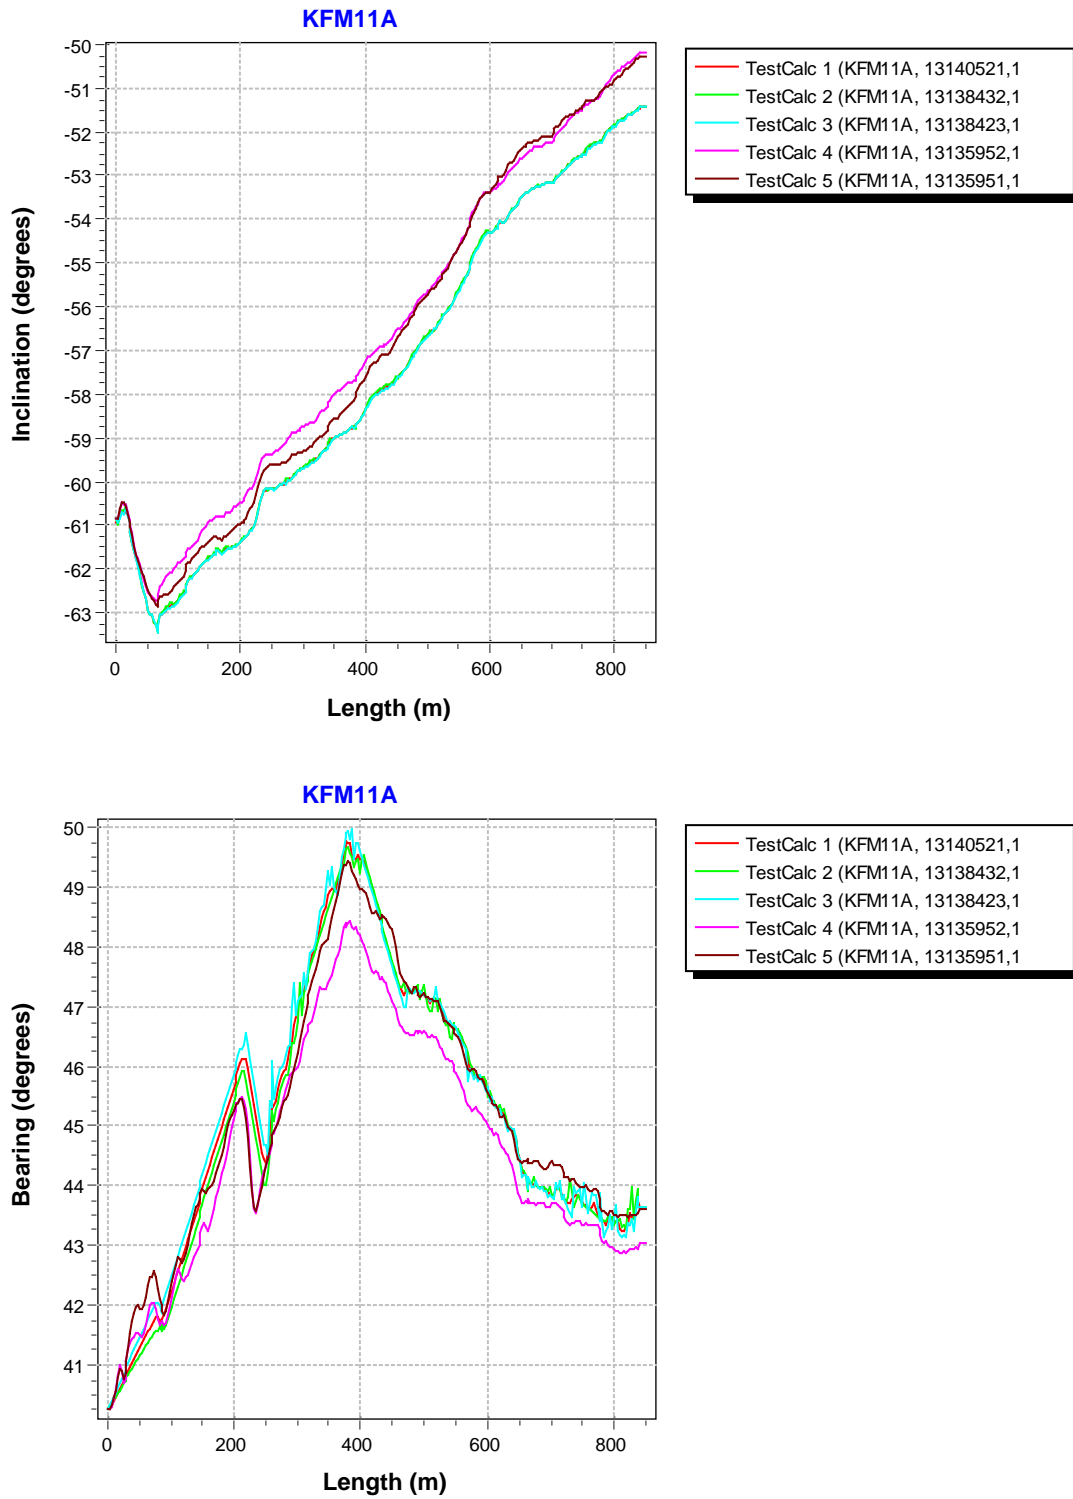 KFM11A
-50
-51
-52
-53
-54
-55
-56
-57
-58
-59
-60
-61
-62
-63
Inclination (degrees)
0 200 400 600 800
Length (m)
TestCalc 1 (KFM11A, 13140521,1
TestCalc 2 (KFM11A, 13138432,1
TestCalc 3 (KFM11A, 13138423,1
TestCalc 4 (KFM11A, 13135952,1
TestCalc 5 (KFM11A, 13135951,1
KFM11A
50
49
48
47
46
45
44
43
42
41
Bearing (degrees)
0 200 400 600 800
Length (m)
TestCalc 1 (KFM11A, 13140521,1
TestCalc 2 (KFM11A, 13138432,1
TestCalc 3 (KFM11A, 13138423,1
TestCalc 4 (KFM11A, 13135952,1
TestCalc 5 (KFM11A, 13135951,1